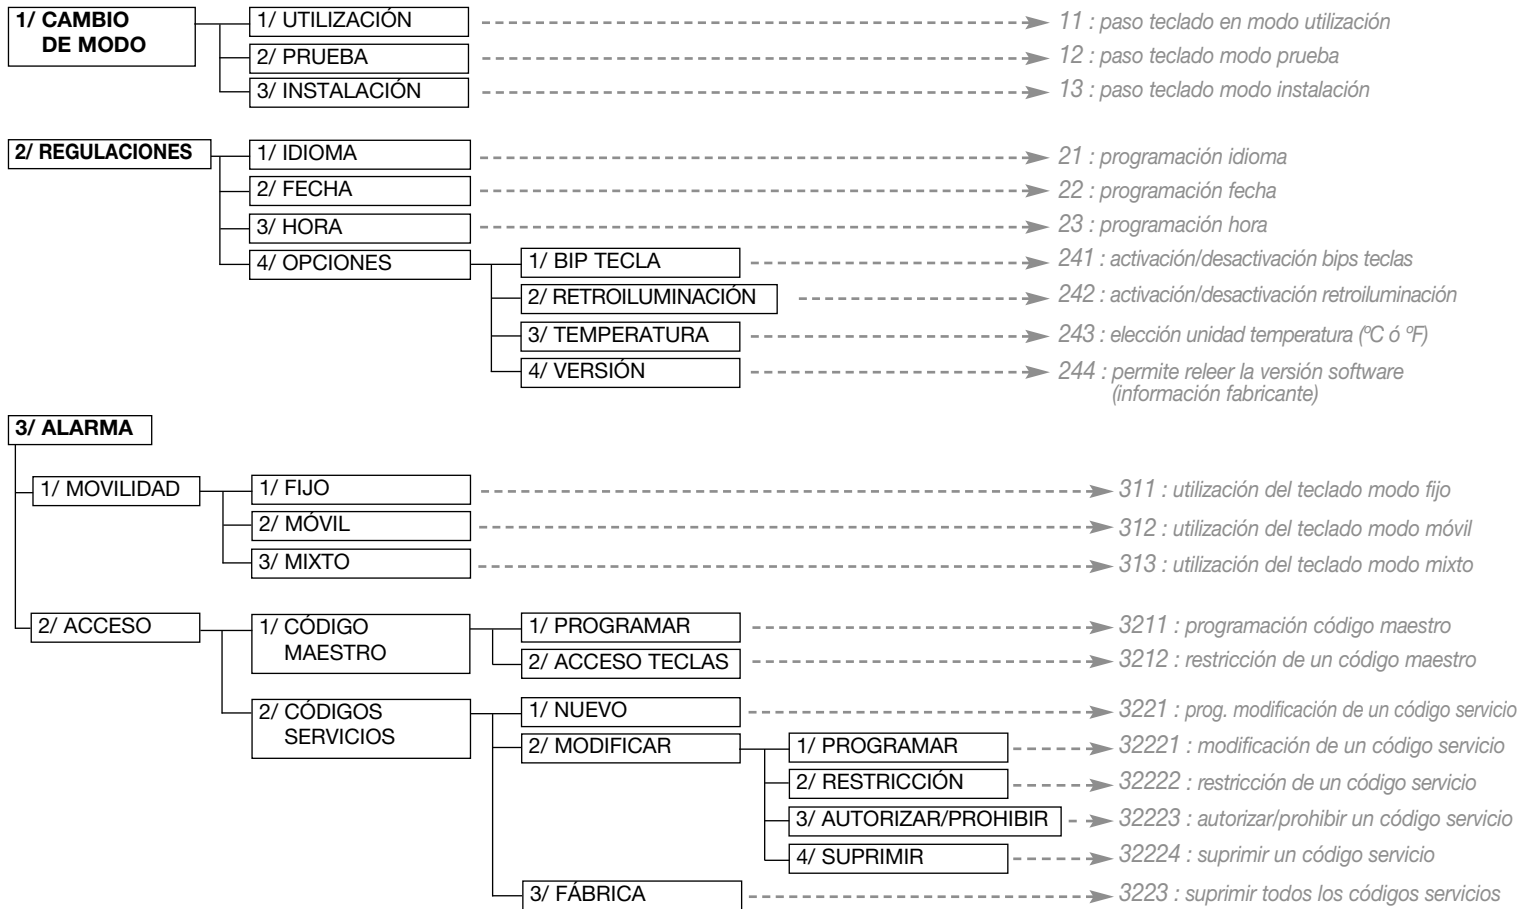 1/ CAMBIO
DE MODO
1/ UTILIZACIÓN
11 : paso teclado en modo utilización
2/ PRUEBA
12 : paso teclado modo prueba
3/ INSTALACIÓN
13 : paso teclado modo instalación
2/ REGULACIONES
1/ IDIOMA
21 : programación idioma
2/ FECHA
22 : programación fecha
3/ HORA
23 : programación hora
4/ OPCIONES
1/ BIP TECLA
241 : activación/desactivación bips teclas
2/ RETROILUMINACIÓN
242 : activación/desactivación retroiluminación
3/ TEMPERATURA
243 : elección unidad temperatura (ºC ó ºF)
4/ VERSIÓN
244 : permite releer la versión software
(información fabricante)
3/ ALARMA
1/ MOVILIDAD
1/ FIJO
311 : utilización del teclado modo fijo
2/ MÓVIL
312 : utilización del teclado modo móvil
3/ MIXTO
313 : utilización del teclado modo mixto
2/ ACCESO
1/ CÓDIGO
MAESTRO
1/ PROGRAMAR
3211 : programación código maestro
2/ ACCESO TECLAS
3212 : restricción de un código maestro
2/ CÓDIGOS
SERVICIOS
1/ NUEVO
3221 : prog. modificación de un código servicio
2/ MODIFICAR
1/ PROGRAMAR
32221 : modificación de un código servicio
2/ RESTRICCIÓN
32222 : restricción de un código servicio
3/ AUTORIZAR/PROHIBIR
32223 : autorizar/prohibir un código servicio
4/ SUPRIMIR
32224 : suprimir un código servicio
3/ FÁBRICA
3223 : suprimir todos los códigos servicios